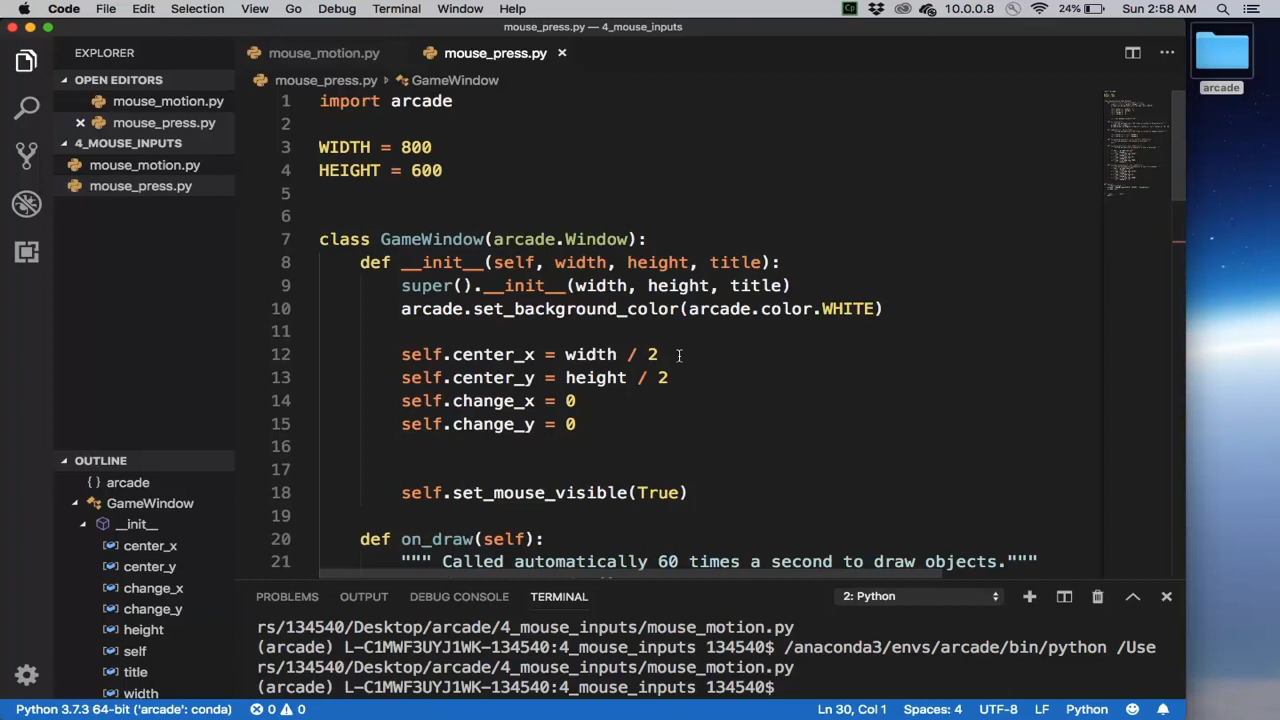 Code File Edit Selection View Go Debug Terminal Window Help 10.0.0.8 24% Sun 2:58 AM
mouse_press.py — 4_mouse_inputs
EXPLORER
OPEN EDITORS
mouse_motion.py
mouse_press.py
4_MOUSE_INPUTS
mouse_motion.py
mouse_press.py
OUTLINE
{} arcade
GameWindow
__init__
center_x
center_y
change_x
change_y
height
self
title
width
mouse_motion.py mouse_press.py
mouse_press.py GameWindow
1 import arcade
2
3 WIDTH = 800
4 HEIGHT = 600
5
6
7 class GameWindow(arcade.Window):
8 def __init__(self, width, height, title):
9 super().__init__(width, height, title)
10 arcade.set_background_color(arcade.color.WHITE)
11
12 self.center_x = width / 2
13 self.center_y = height / 2
14 self.change_x = 0
15 self.change_y = 0
16
17
18 self.set_mouse_visible(True)
19
20 def on_draw(self):
21 """ Called automatically 60 times a second to draw objects."""
PROBLEMS OUTPUT DEBUG CONSOLE TERMINAL 2: Python
rs/134540/Desktop/arcade/4_mouse_inputs/mouse_motion.py
(arcade) L-C1MWF3UYJ1WK-134540:4_mouse_inputs 134540$ /anaconda3/envs/arcade/bin/python /Use
rs/134540/Desktop/arcade/4_mouse_inputs/mouse_motion.py
(arcade) L-C1MWF3UYJ1WK-134540:4_mouse_inputs 134540$
Python 3.7.3 64-bit ('arcade': conda) 0 0 Ln 30, Col 1 Spaces: 4 UTF-8 LF Python
arcade